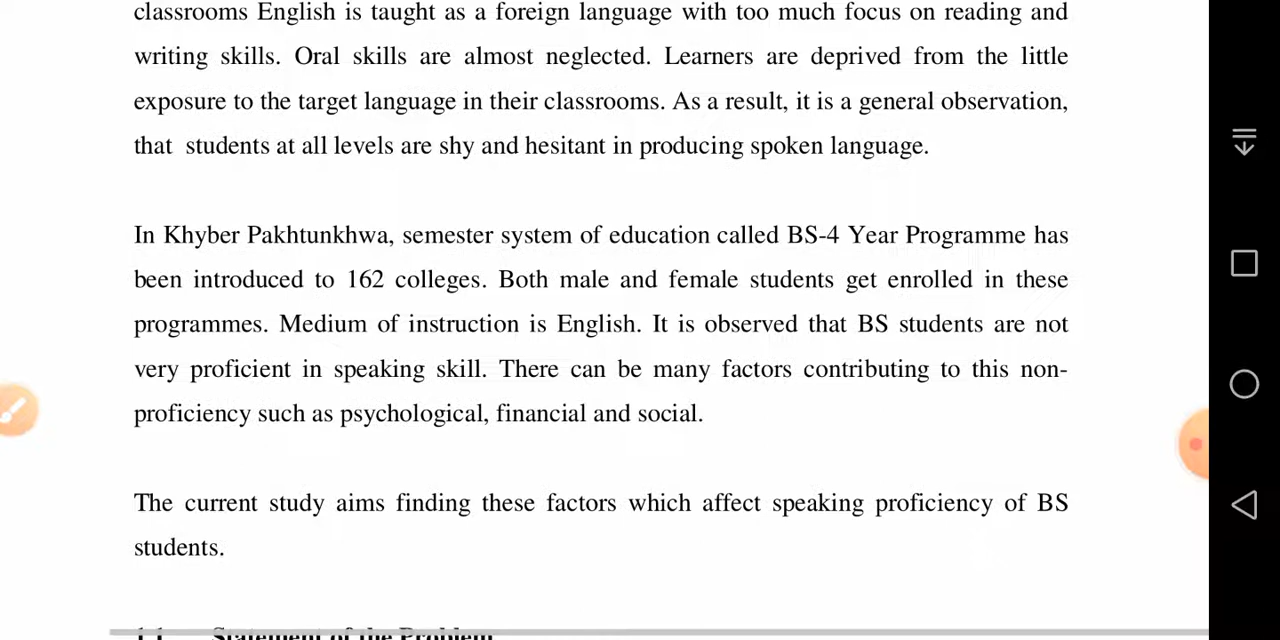 classrooms English is taught as a foreign language with too much focus on reading and
writing skills. Oral skills are almost neglected. Learners are deprived from the little
exposure to the target language in their classrooms. As a result, it is a general observation,
that students at all levels are shy and hesitant in producing spoken language.
In Khyber Pakhtunkhwa, semester system of education called BS-4 Year Programme has
been introduced to 162 colleges. Both male and female students get enrolled in these
programmes. Medium of instruction is English. It is observed that BS students are not
very proficient in speaking skill. There can be many factors contributing to this non-
proficiency such as psychological, financial and social.
The current study aims finding these factors which affect speaking proficiency of BS
students.
1.1 Statement of the Problem